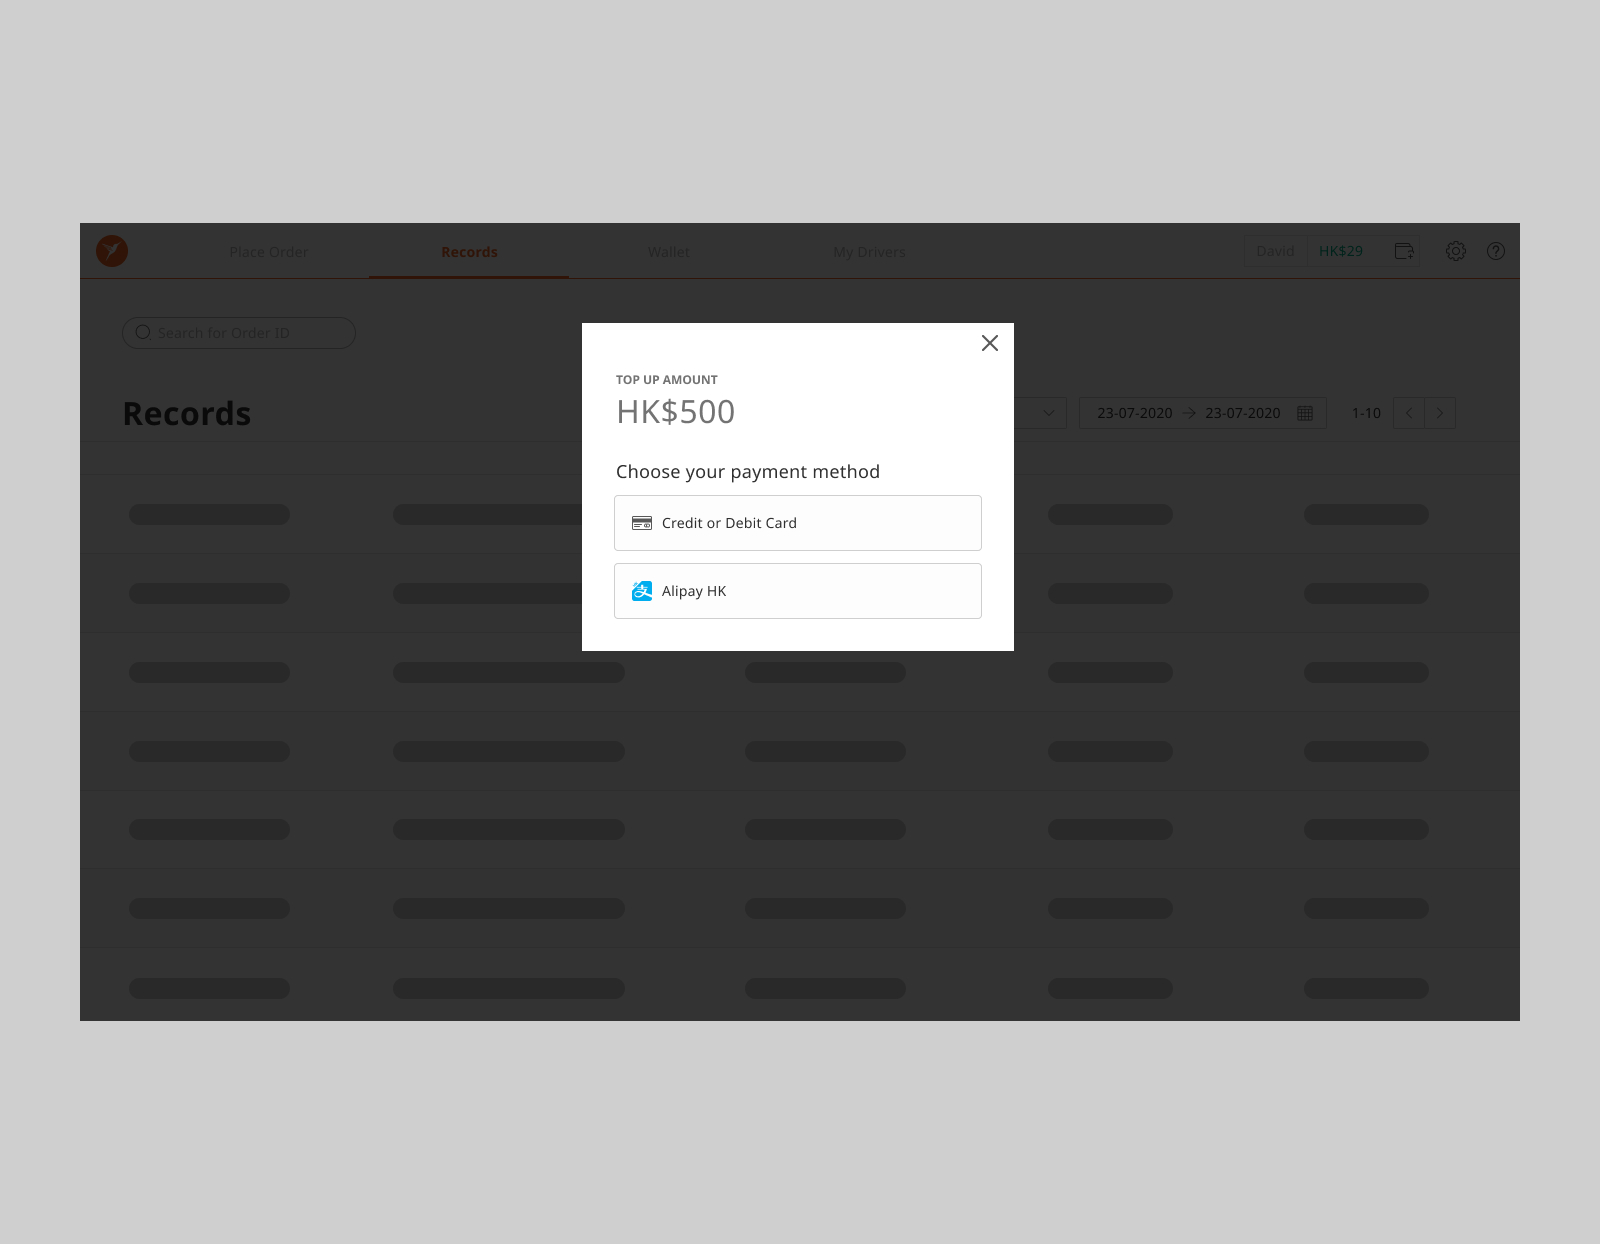 Place Order
Records
Wallet
My Drivers
David
HK$29
Search for Order ID
Records
23-07-2020
23-07-2020
1-10
TOP UP AMOUNT
HK$500
Choose your payment method
Credit or Debit Card
支
Alipay HK